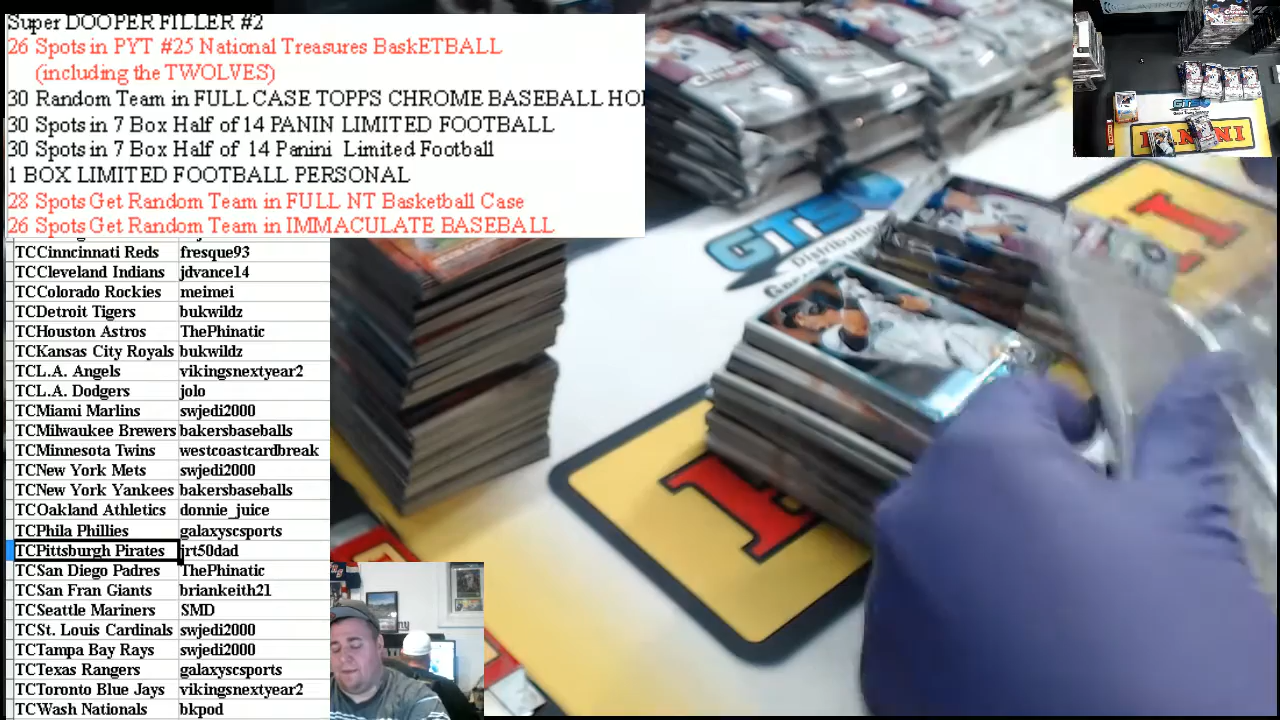 Super DOOPER FILLER #2
26 Spots in PYT #25 National Treasures BaskETBALL
(including the TWOLVES)
30 Random Team in FULL CASE TOPPS CHROME BASEBALL HO
30 Spots in 7 Box Half of 14 PANIN LIMITED FOOTBALL
30 Spots in 7 Box Half of 14 Panini Limited Football
1 BOX LIMITED FOOTBALL PERSONAL
28 Spots Get Random Team in FULL NT Basketball Case
26 Spots Get Random Team in IMMACULATE BASEBALL
TCCinncinnati Reds fresque93
TCCleveland Indians jdvance14
TCColorado Rockies meimei
TCDetroit Tigers bukwildz
TCHouston Astros ThePhinatic
TCKansas City Royals bukwildz
TCL.A. Angels vikingsnextyear2
TCL.A. Dodgers jolo
TCMiami Marlins swjedi2000
TCMilwaukee Brewers bakersbaseballs
TCMinnesota Twins westcoastcardbreak
TCNew York Mets swjedi2000
TCNew York Yankees bakersbaseballs
TCOakland Athletics donnie_juice
TCPhila Phillies galaxyscsports
TCPittsburgh Pirates jrt50dad
TCSan Diego Padres ThePhinatic
TCSan Fran Giants briankeith21
TCSeattle Mariners SMD
TCSt. Louis Cardinals swjedi2000
TCTampa Bay Rays swjedi2000
TCTexas Rangers galaxyscsports
TCToronto Blue Jays vikingsnextyear2
TCWash Nationals bkpod
GTS
Distribution
PANINI